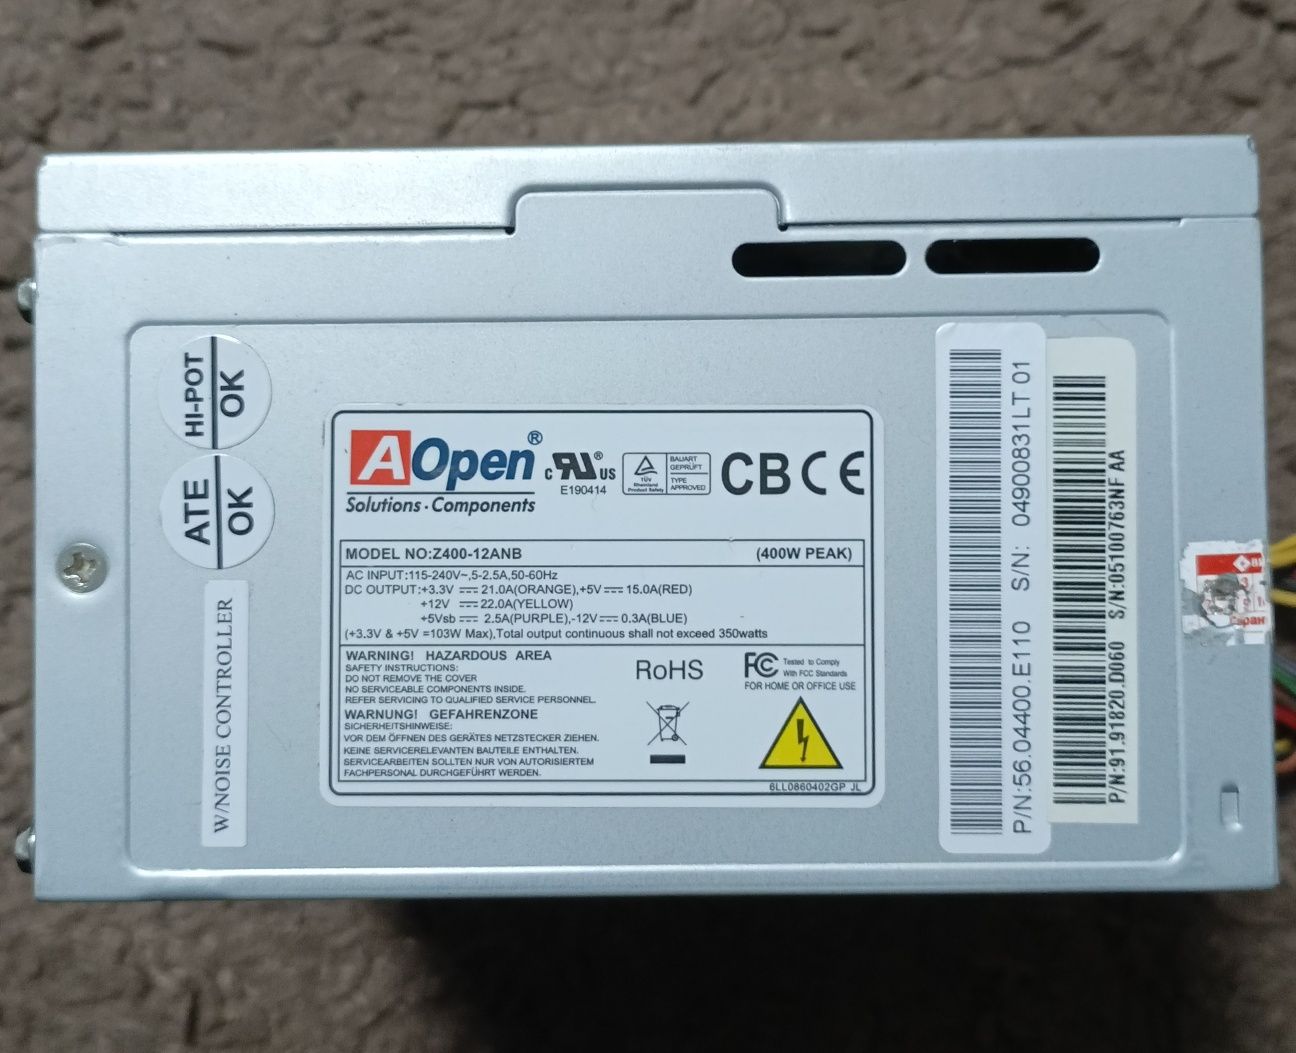 HI-POT
OK
ATE
OK
W/NOISE CONTROLLER
AOpen®
Solutions · Components
c RU ® US
E190414
TÜV
Rheinland
Product Safety
BAUART
GEPRÜFT
TYPE
APPROVED
CB CE
MODEL NO:Z400-12ANB (400W PEAK)
AC INPUT:115-240V~,5-2.5A,50-60Hz
DC OUTPUT:+3.3V ⎓ 21.0A(ORANGE),+5V ⎓ 15.0A(RED)
+12V ⎓ 22.0A(YELLOW)
+5Vsb ⎓ 2.5A(PURPLE),-12V ⎓ 0.3A(BLUE)
(+3.3V & +5V =103W Max),Total output continuous shall not exceed 350watts
WARNING! HAZARDOUS AREA
SAFETY INSTRUCTIONS:
DO NOT REMOVE THE COVER
NO SERVICEABLE COMPONENTS INSIDE.
REFER SERVICING TO QUALIFIED SERVICE PERSONNEL.
WARNUNG! GEFAHRENZONE
SICHERHEITSHINWEISE:
VOR DEM ÖFFNEN DES GERÄTES NETZSTECKER ZIEHEN.
KEINE SERVICERELEVANTEN BAUTEILE ENTHALTEN.
SERVICEARBEITEN SOLLTEN NUR VON AUTORISIERTEM
FACHPERSONAL DURCHGEFÜHRT WERDEN.
RoHS
FC Tested to Comply
With FCC Standards
FOR HOME OR OFFICE USE
6LL0860402GP JL
P/N:56.04400.E110 S/N: 04900831LT 01
P/N:91.91820.D060 S/N:05100763NF AA